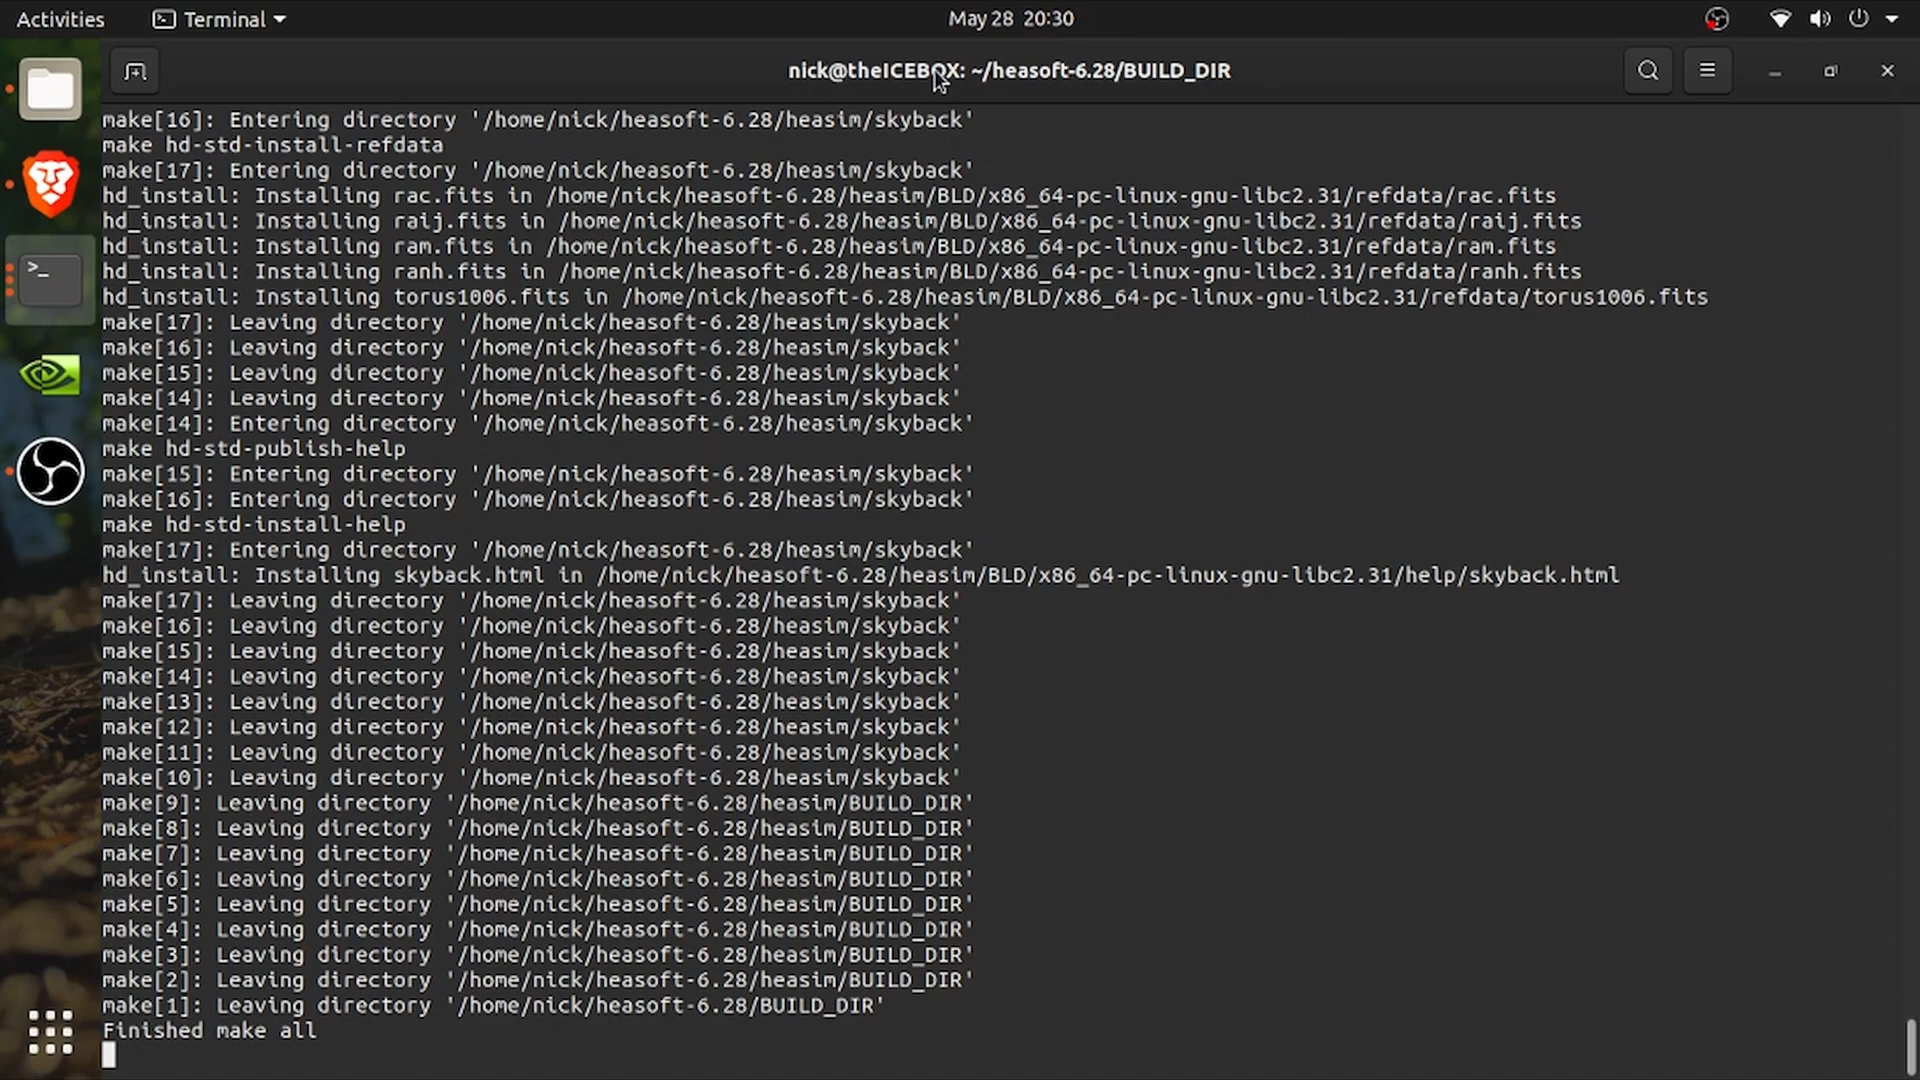 Activities
Terminal
May 28 20:30
nick@theICEBOX: ~/heasoft-6.28/BUILD_DIR
make[16]: Entering directory '/home/nick/heasoft-6.28/heasim/skyback'
make hd-std-install-refdata
make[17]: Entering directory '/home/nick/heasoft-6.28/heasim/skyback'
hd_install: Installing rac.fits in /home/nick/heasoft-6.28/heasim/BLD/x86_64-pc-linux-gnu-libc2.31/refdata/rac.fits
hd_install: Installing raij.fits in /home/nick/heasoft-6.28/heasim/BLD/x86_64-pc-linux-gnu-libc2.31/refdata/raij.fits
hd_install: Installing ram.fits in /home/nick/heasoft-6.28/heasim/BLD/x86_64-pc-linux-gnu-libc2.31/refdata/ram.fits
hd_install: Installing ranh.fits in /home/nick/heasoft-6.28/heasim/BLD/x86_64-pc-linux-gnu-libc2.31/refdata/ranh.fits
hd_install: Installing torus1006.fits in /home/nick/heasoft-6.28/heasim/BLD/x86_64-pc-linux-gnu-libc2.31/refdata/torus1006.fits
make[17]: Leaving directory '/home/nick/heasoft-6.28/heasim/skyback'
make[16]: Leaving directory '/home/nick/heasoft-6.28/heasim/skyback'
make[15]: Leaving directory '/home/nick/heasoft-6.28/heasim/skyback'
make[14]: Leaving directory '/home/nick/heasoft-6.28/heasim/skyback'
make[14]: Entering directory '/home/nick/heasoft-6.28/heasim/skyback'
make hd-std-publish-help
make[15]: Entering directory '/home/nick/heasoft-6.28/heasim/skyback'
make[16]: Entering directory '/home/nick/heasoft-6.28/heasim/skyback'
make hd-std-install-help
make[17]: Entering directory '/home/nick/heasoft-6.28/heasim/skyback'
hd_install: Installing skyback.html in /home/nick/heasoft-6.28/heasim/BLD/x86_64-pc-linux-gnu-libc2.31/help/skyback.html
make[17]: Leaving directory '/home/nick/heasoft-6.28/heasim/skyback'
make[16]: Leaving directory '/home/nick/heasoft-6.28/heasim/skyback'
make[15]: Leaving directory '/home/nick/heasoft-6.28/heasim/skyback'
make[14]: Leaving directory '/home/nick/heasoft-6.28/heasim/skyback'
make[13]: Leaving directory '/home/nick/heasoft-6.28/heasim/skyback'
make[12]: Leaving directory '/home/nick/heasoft-6.28/heasim/skyback'
make[11]: Leaving directory '/home/nick/heasoft-6.28/heasim/skyback'
make[10]: Leaving directory '/home/nick/heasoft-6.28/heasim/skyback'
make[9]: Leaving directory '/home/nick/heasoft-6.28/heasim/BUILD_DIR'
make[8]: Leaving directory '/home/nick/heasoft-6.28/heasim/BUILD_DIR'
make[7]: Leaving directory '/home/nick/heasoft-6.28/heasim/BUILD_DIR'
make[6]: Leaving directory '/home/nick/heasoft-6.28/heasim/BUILD_DIR'
make[5]: Leaving directory '/home/nick/heasoft-6.28/heasim/BUILD_DIR'
make[4]: Leaving directory '/home/nick/heasoft-6.28/heasim/BUILD_DIR'
make[3]: Leaving directory '/home/nick/heasoft-6.28/heasim/BUILD_DIR'
make[2]: Leaving directory '/home/nick/heasoft-6.28/heasim/BUILD_DIR'
make[1]: Leaving directory '/home/nick/heasoft-6.28/BUILD_DIR'
Finished make all